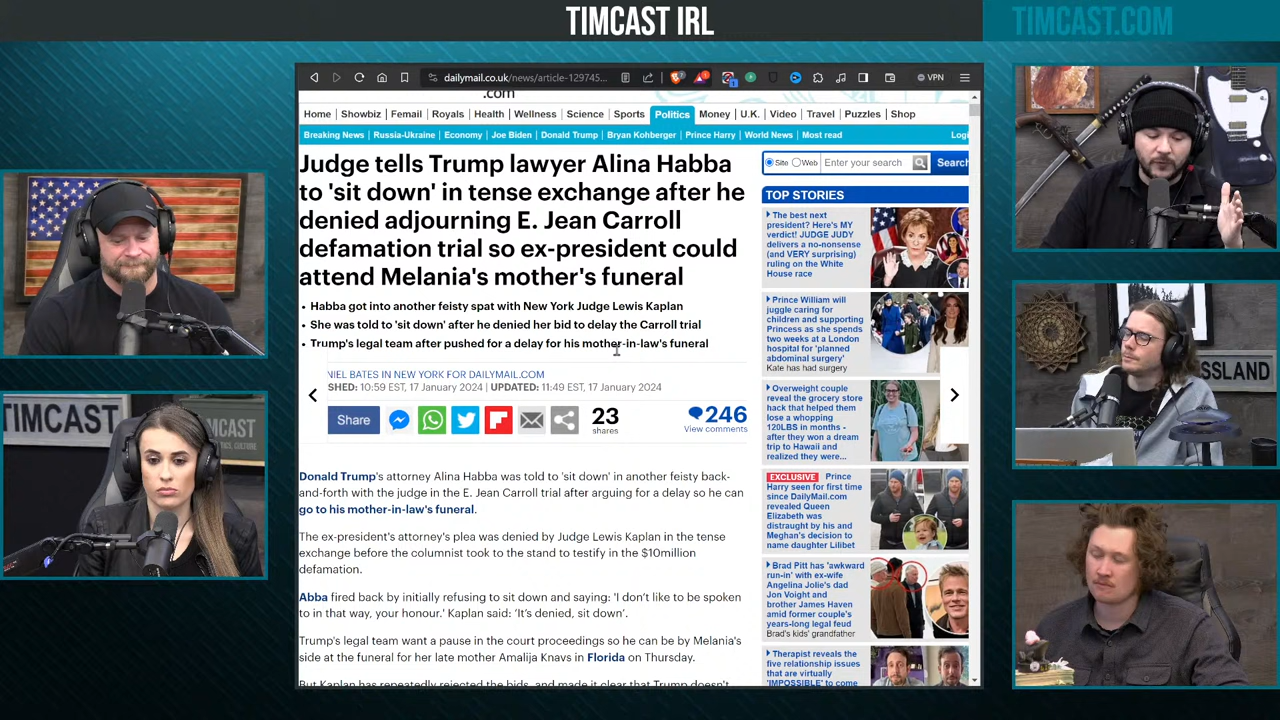 TIMCAST IRL
TIMCAST.COM
dailymail.co.uk/news/article-129745...
VPN
.com
Home Showbiz Femail Royals Health Wellness Science Sports Politics Money U.K. Video Travel Puzzles Shop
Breaking News Russia-Ukraine Economy Joe Biden Donald Trump Bryan Kohberger Prince Harry World News Most read Logi
Judge tells Trump lawyer Alina Habba
to 'sit down' in tense exchange after he
denied adjourning E. Jean Carroll
defamation trial so ex-president could
attend Melania's mother's funeral
• Habba got into another feisty spat with New York Judge Lewis Kaplan
• She was told to 'sit down' after he denied her bid to delay the Carroll trial
• Trump's legal team after pushed for a delay for his mother-in-law's funeral
NIEL BATES IN NEW YORK FOR DAILYMAIL.COM
SHED: 10:59 EST, 17 January 2024 | UPDATED: 11:49 EST, 17 January 2024
Share
23
shares
246
View comments
Donald Trump's attorney Alina Habba was told to 'sit down' in another feisty back-
and-forth with the judge in the E. Jean Carroll trial after arguing for a delay so he can
go to his mother-in-law's funeral.
The ex-president's attorney's plea was denied by Judge Lewis Kaplan in the tense
exchange before the columnist took to the stand to testify in the $10million
defamation.
Abba fired back by initially refusing to sit down and saying: 'I don't like to be spoken
to in that way, your honour.' Kaplan said: 'It's denied, sit down'.
Trump's legal team want a pause in the court proceedings so he can be by Melania's
side at the funeral for her late mother Amalija Knavs in Florida on Thursday.
But Kaplan has repeatedly rejected the bids, and made it clear that Trump doesn't
Site Web Enter your search Search
TOP STORIES
The best next
president? Here's MY
verdict! JUDGE JUDY
delivers a no-nonsense
(and VERY surprising)
ruling on the White
House race
Prince William will
juggle caring for
children and supporting
Princess as she spends
two weeks at a London
hospital for 'planned
abdominal surgery'
Kate has had surgery
Overweight couple
reveal the grocery store
hack that helped them
lose a whopping
120LBS in months -
after they won a dream
trip to Hawaii and
realized they were...
EXCLUSIVE Prince
Harry seen for first time
since DailyMail.com
revealed Queen
Elizabeth was
distraught by his and
Meghan's decision to
name daughter Lilibet
Brad Pitt has 'awkward
run-in' with ex-wife
Angelina Jolie's dad
Jon Voight and
brother James Haven
amid former couple's
years-long legal feud
Brad's kids' grandfather
Therapist reveals the
five relationship issues
that are virtually
'IMPOSSIBLE' to come
TIMCAST
TIMCAST
SSLAND